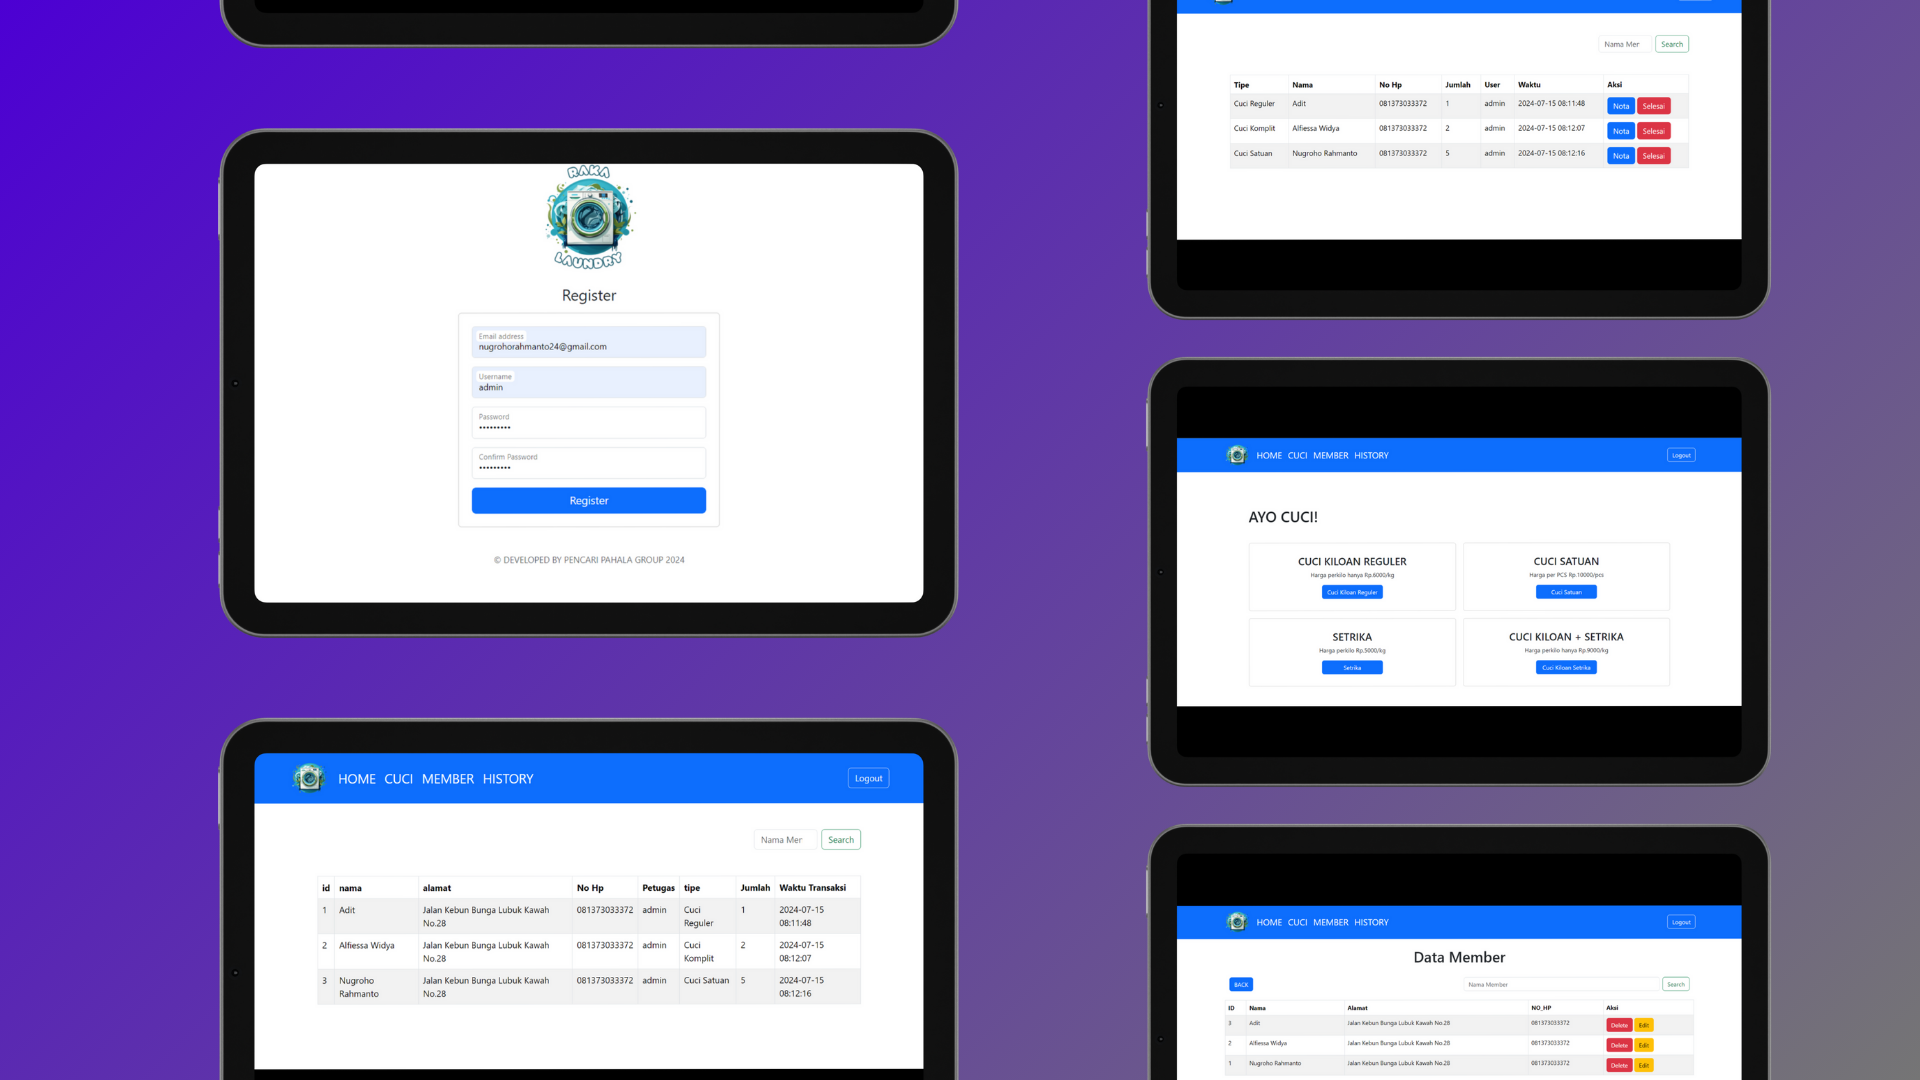 RAKA
LAUNDRY
Register
Email address
nugrohorahmanto24@gmail.com
Username
admin
Password
•••••••••
Confirm Password
•••••••••
Register
© DEVELOPED BY PENCARI PAHALA GROUP 2024
HOME CUCI MEMBER HISTORY Logout
Nama Mer Search
id nama alamat No Hp Petugas tipe Jumlah Waktu Transaksi
1 Adit Jalan Kebun Bunga Lubuk Kawah No.28 081373033372 admin Cuci Reguler 1 2024-07-15 08:11:48
2 Alfiessa Widya Jalan Kebun Bunga Lubuk Kawah No.28 081373033372 admin Cuci Komplit 2 2024-07-15 08:12:07
3 Nugroho Rahmanto Jalan Kebun Bunga Lubuk Kawah No.28 081373033372 admin Cuci Satuan 5 2024-07-15 08:12:16
Nama Mer Search
Tipe Nama No Hp Jumlah User Waktu Aksi
Cuci Reguler Adit 081373033372 1 admin 2024-07-15 08:11:48 Nota Selesai
Cuci Komplit Alfiessa Widya 081373033372 2 admin 2024-07-15 08:12:07 Nota Selesai
Cuci Satuan Nugroho Rahmanto 081373033372 5 admin 2024-07-15 08:12:16 Nota Selesai
HOME CUCI MEMBER HISTORY Logout
AYO CUCI!
CUCI KILOAN REGULER
Harga perkilo hanya Rp.6000/kg
Cuci Kiloan Reguler
CUCI SATUAN
Harga per PCS Rp.10000/pcs
Cuci Satuan
SETRIKA
Harga perkilo Rp.5000/kg
Setrika
CUCI KILOAN + SETRIKA
Harga perkilo hanya Rp.9000/kg
Cuci Kiloan Setrika
HOME CUCI MEMBER HISTORY Logout
Data Member
BACK Nama Member Search
ID Nama Alamat NO_HP Aksi
3 Adit Jalan Kebun Bunga Lubuk Kawah No.28 081373033372 Delete Edit
2 Alfiessa Widya Jalan Kebun Bunga Lubuk Kawah No.28 081373033372 Delete Edit
1 Nugroho Rahmanto Jalan Kebun Bunga Lubuk Kawah No.28 081373033372 Delete Edit